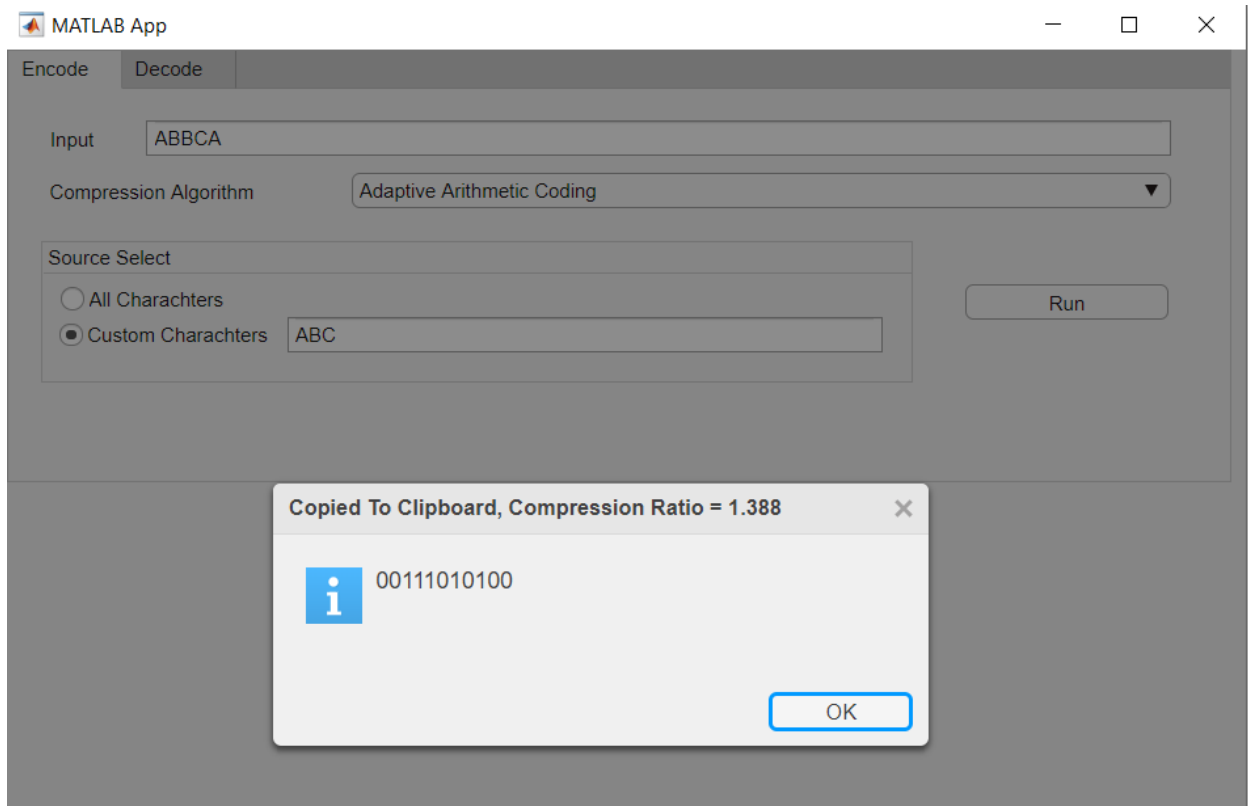 MATLAB App
Encode Decode
Input ABBCA
Compression Algorithm Adaptive Arithmetic Coding
Source Select
All Charachters
Custom Charachters ABC
Run
Copied To Clipboard, Compression Ratio = 1.388
00111010100
OK